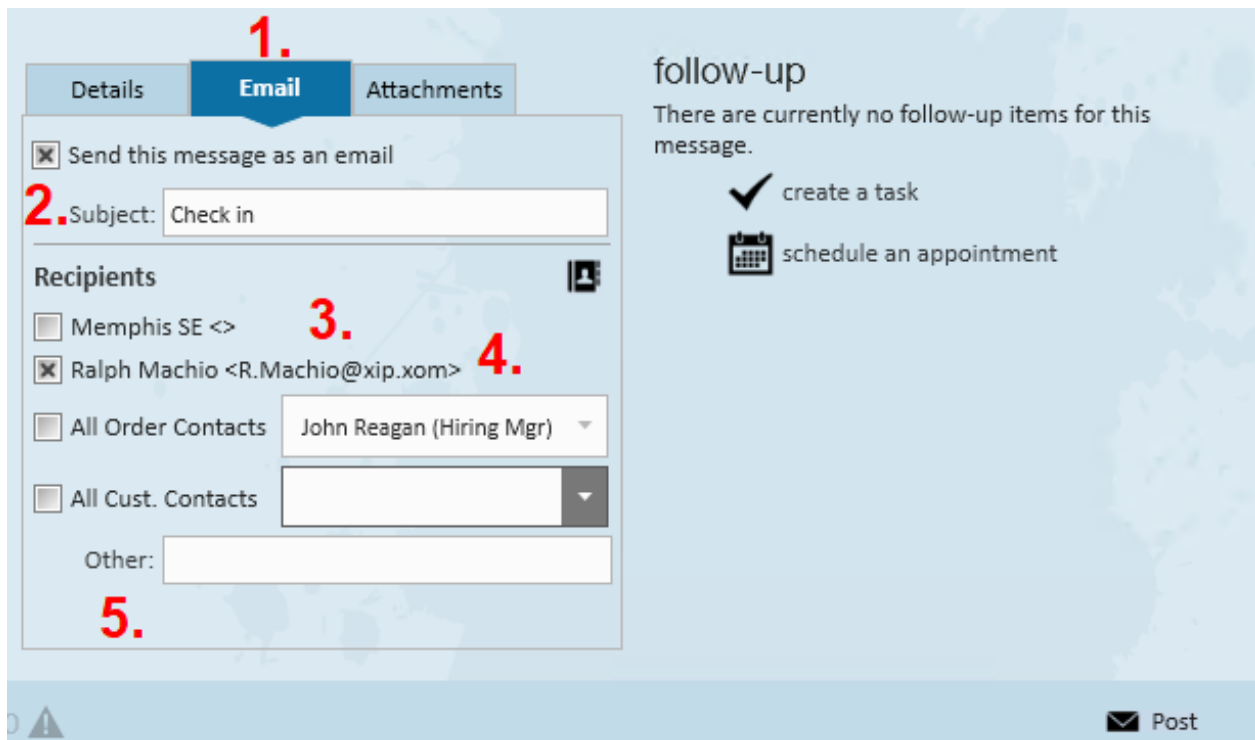 1.
Details Email Attachments
Send this message as an email
2. Subject: Check in
Recipients
Memphis SE <>
3.
Ralph Machio <R.Machio@xip.xom>
4.
All Order Contacts John Reagan (Hiring Mgr)
All Cust. Contacts
Other:
5.
follow-up
There are currently no follow-up items for this
message.
create a task
schedule an appointment
Post